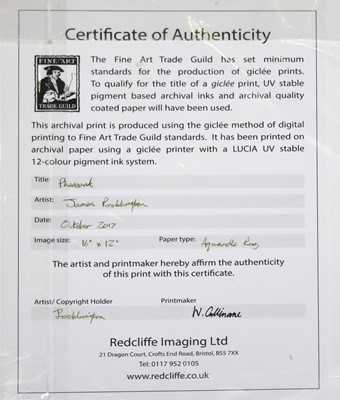 Certificate of Authenticity
FINE ART
TRADE GUILD
The Fine Art Trade Guild has set minimum
standards for the production of giclée prints.
To qualify for the title of a giclée print, UV stable
pigment based archival inks and archival quality
coated paper will have been used.
This archival print is produced using the giclée method of digital
printing to Fine Art Trade Guild standards. It has been printed on
archival paper using a giclée printer with a LUCIA UV stable
12-colour pigment ink system.
Title: Pheasant
Artist: James
Date: October 2017
Image size: 16" x 12" Paper type: Aquarelle Rag
The artist and printmaker hereby affirm the authenticity
of this print with this certificate.
Artist/ Copyright Holder Printmaker
Redcliffe Imaging Ltd
21 Dragon Court, Crofts End Road, Bristol, BS5 7XX
Tel: 0117 952 0105
www.redcliffe.co.uk